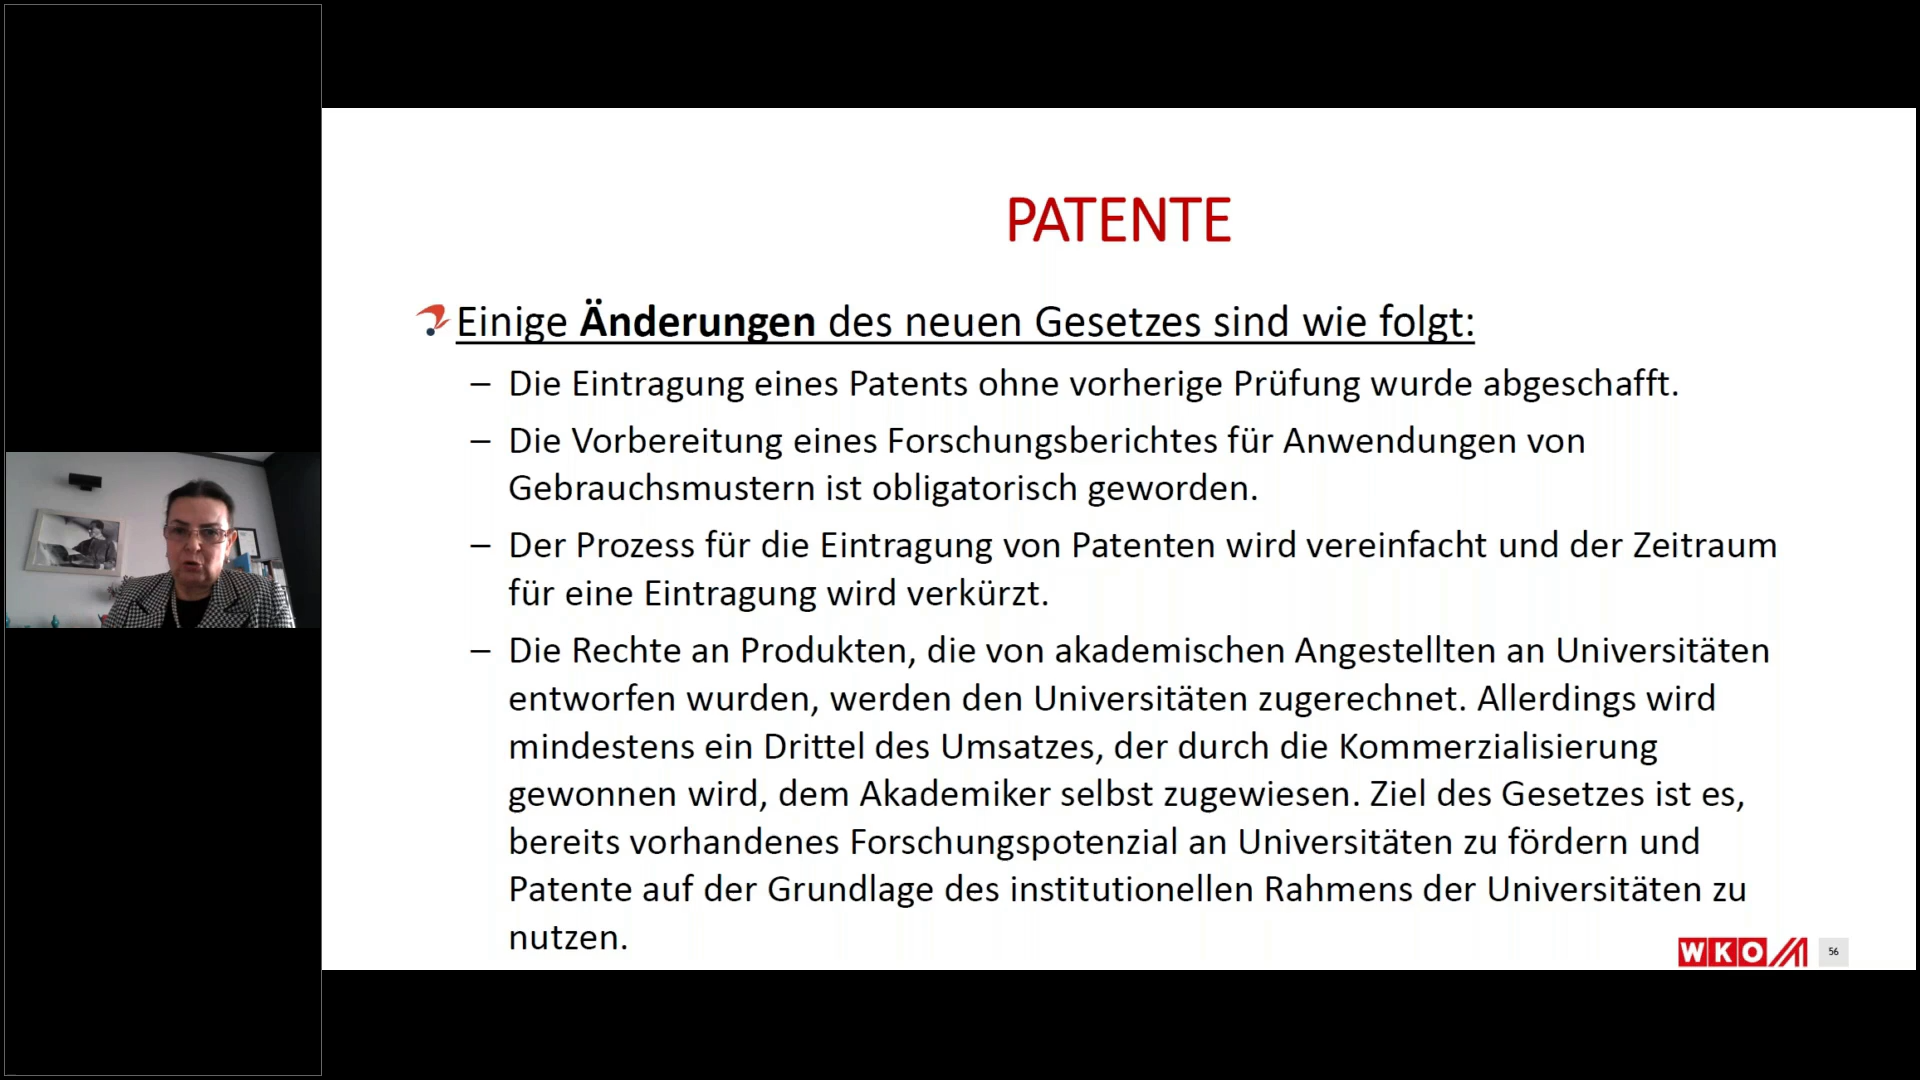 PATENTE
Einige Änderungen des neuen Gesetzes sind wie folgt:
– Die Eintragung eines Patents ohne vorherige Prüfung wurde abgeschafft.
– Die Vorbereitung eines Forschungsberichtes für Anwendungen von
Gebrauchsmustern ist obligatorisch geworden.
– Der Prozess für die Eintragung von Patenten wird vereinfacht und der Zeitraum
für eine Eintragung wird verkürzt.
– Die Rechte an Produkten, die von akademischen Angestellten an Universitäten
entworfen wurden, werden den Universitäten zugerechnet. Allerdings wird
mindestens ein Drittel des Umsatzes, der durch die Kommerzialisierung
gewonnen wird, dem Akademiker selbst zugewiesen. Ziel des Gesetzes ist es,
bereits vorhandenes Forschungspotenzial an Universitäten zu fördern und
Patente auf der Grundlage des institutionellen Rahmens der Universitäten zu
nutzen.
WKO
56